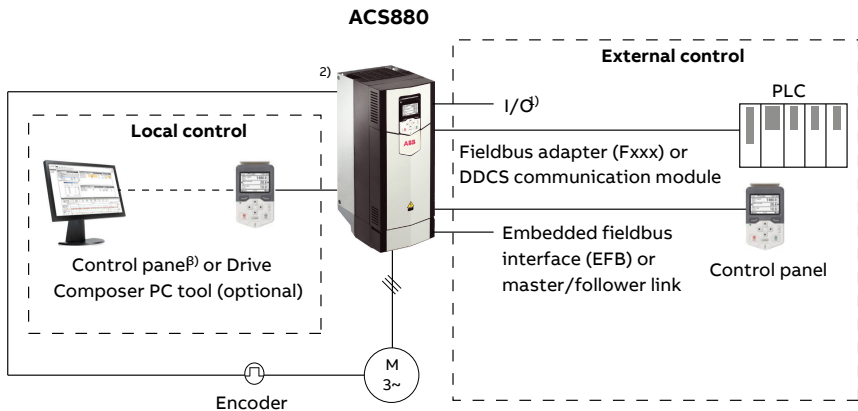 ACS880
2)
External control
I/O1)
PLC
Local control
Fieldbus adapter (Fxxx) or
DDCS communication module
ABB
Control panelβ) or Drive
Composer PC tool (optional)
Embedded fieldbus
interface (EFB) or
master/follower link
Control panel
M
3~
Encoder